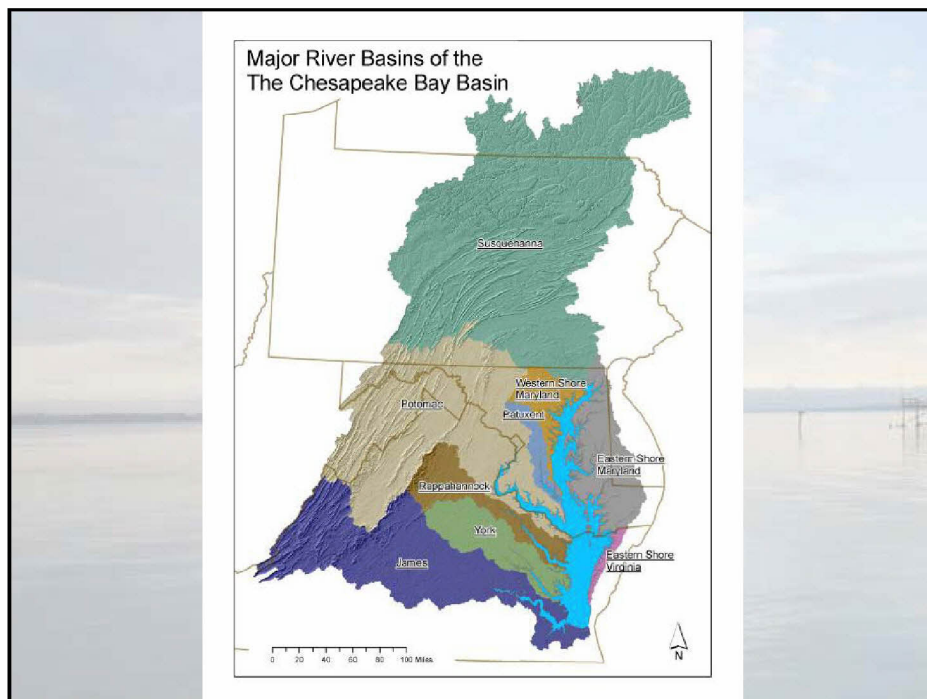 Major River Basins of the
The Chesapeake Bay Basin
Susquehanna
Western Shore
Maryland
Potomac
Patuxent
Eastern Shore
Maryland
Rappahannock
York
Eastern Shore
Virginia
James
0 20 40 60 80 100 Miles
N